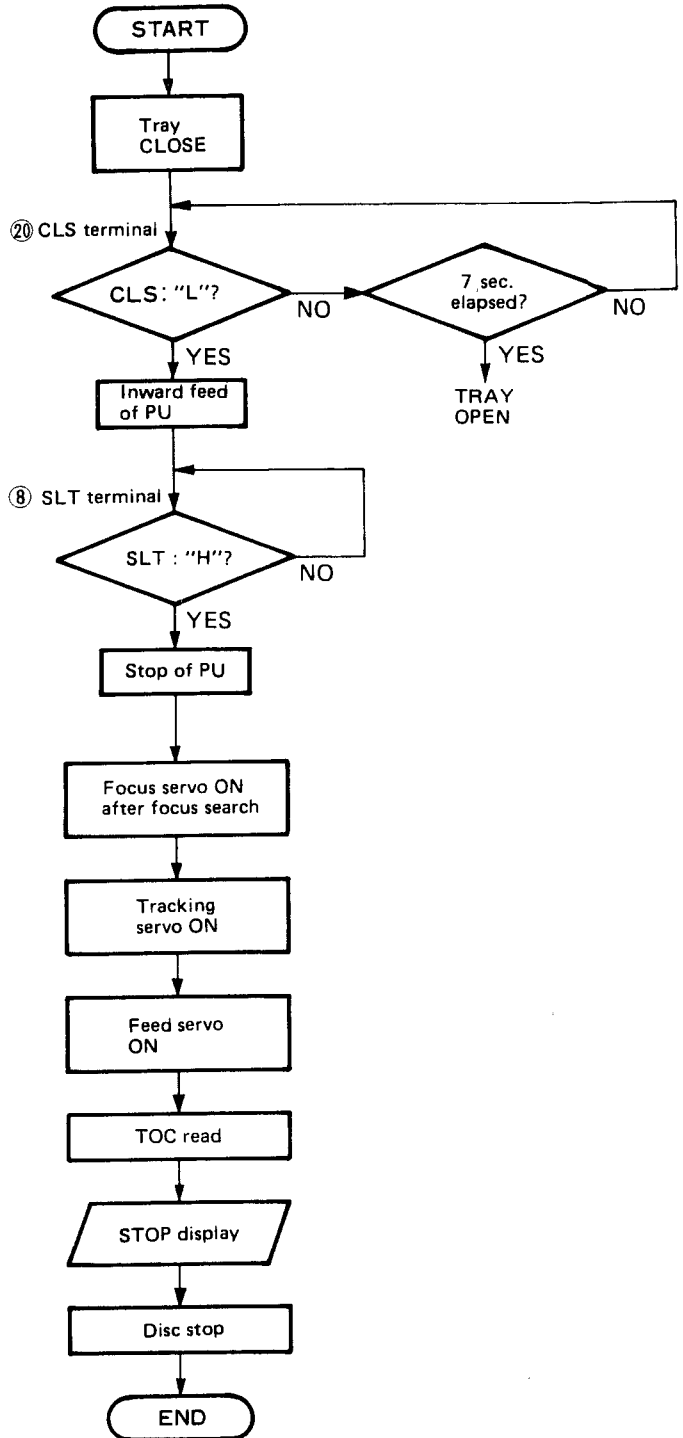 START
Tray
CLOSE
⑳ CLS terminal
CLS: "L"?
NO
7 sec.
elapsed?
NO
YES
YES
TRAY
OPEN
Inward feed
of PU
⑧ SLT terminal
SLT : "H"?
NO
YES
Stop of PU
Focus servo ON
after focus search
Tracking
servo ON
Feed servo
ON
TOC read
STOP display
Disc stop
END